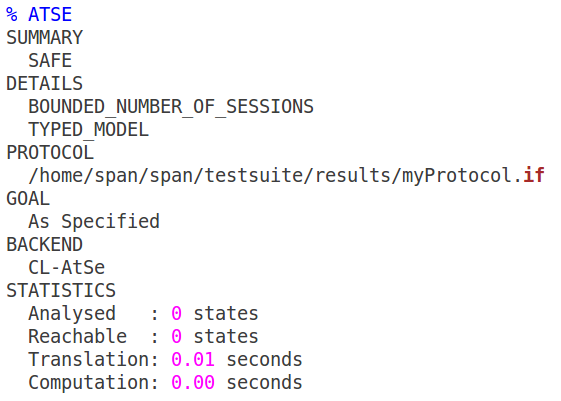 % ATSE
SUMMARY
  SAFE
DETAILS
  BOUNDED_NUMBER_OF_SESSIONS
  TYPED_MODEL
PROTOCOL
  /home/span/span/testsuite/results/myProtocol.if
GOAL
  As Specified
BACKEND
  CL-AtSe
STATISTICS
  Analysed   : 0 states
  Reachable  : 0 states
  Translation: 0.01 seconds
  Computation: 0.00 seconds